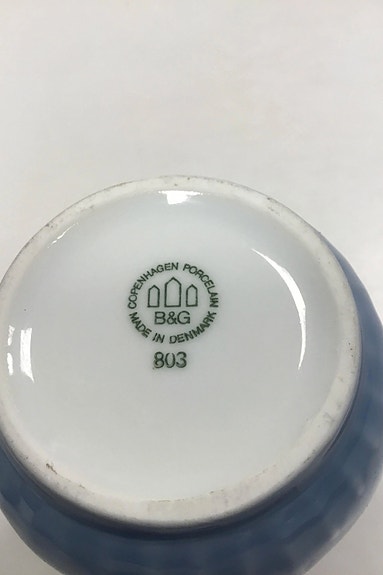 COPENHAGEN PORCELAIN
B&G
MADE IN DENMARK
803